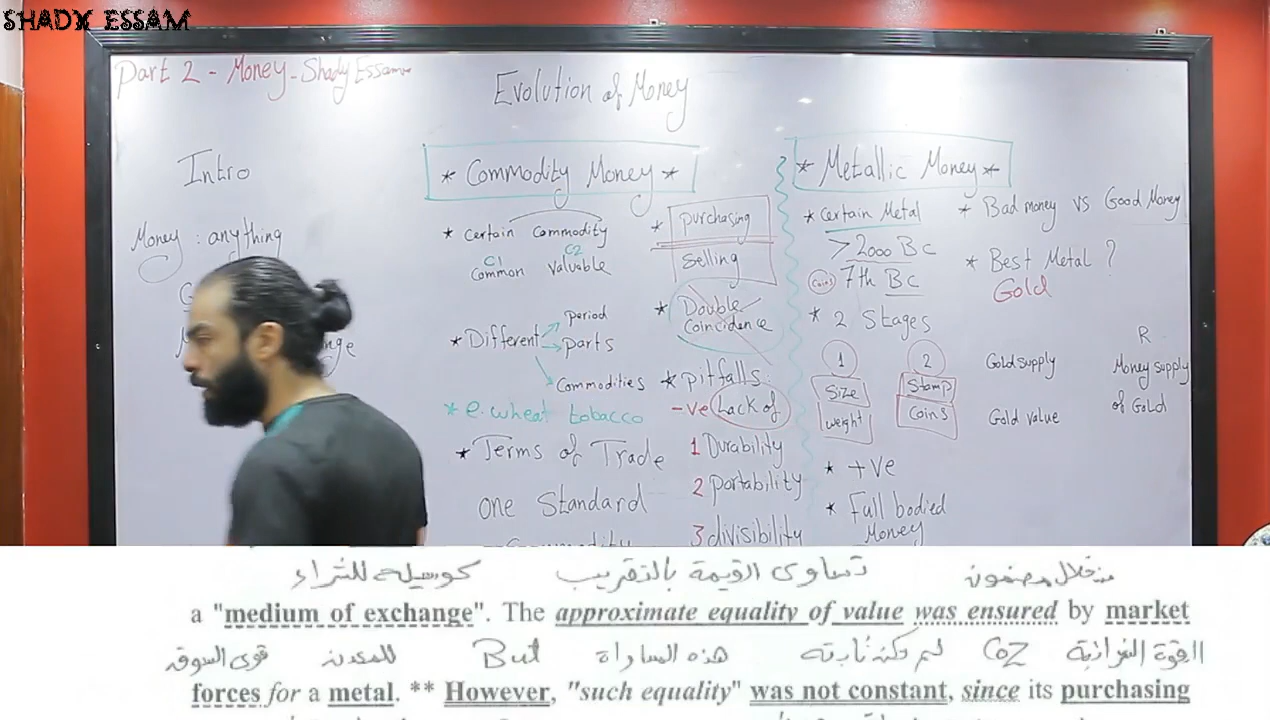 SHADY ESSAM
Part 2 - Money - Shady Essam
Evolution of Money
Intro
Money : anything
* Commodity Money *
* Certain Commodity
C1 C2
Common Valuable
* Different
period
parts
Commodities
* e. wheat tobacco
* Terms of Trade
one Standard
Commodity
* purchasing
Selling
* Double
Coincidence
* pitfalls:
-ve Lack of
1 Durability
2 portability
3 divisibility
* Metallic Money *
* Certain Metal
> 2000 BC
Coins 7th BC
* 2 Stages
1 2
Size
weight
Stamp
Coins
* +ve
* Full bodied
Money
* Bad money vs Good Money
* Best Metal ?
Gold
Gold supply
Gold value
R
Money supply
of Gold
من خلال مضمون تساوى القيمة بالتقريب كوسيلة للشراء
a "medium of exchange". The approximate equality of value was ensured by market
القوة الشرائية Coz لم تكن ثابته هذه المساراة But للمعدن قوى السوق
forces for a metal. ** However, "such equality" was not constant, since its purchasing